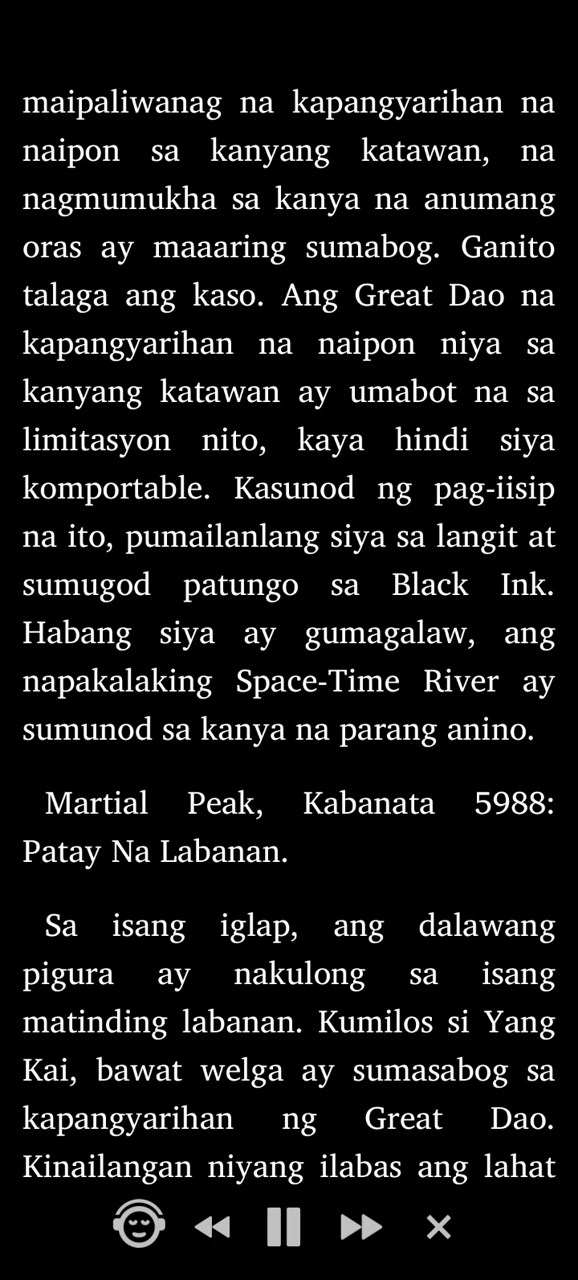 maipaliwanag na kapangyarihan na
naipon sa kanyang katawan, na
nagmumukha sa kanya na anumang
oras ay maaaring sumabog. Ganito
talaga ang kaso. Ang Great Dao na
kapangyarihan na naipon niya sa
kanyang katawan ay umabot na sa
limitasyon nito, kaya hindi siya
komportable. Kasunod ng pag-iisip
na ito, pumailanlang siya sa langit at
sumugod patungo sa Black Ink.
Habang siya ay gumagalaw, ang
napakalaking Space-Time River ay
sumunod sa kanya na parang anino.
Martial Peak, Kabanata 5988:
Patay Na Labanan.
Sa isang iglap, ang dalawang
pigura ay nakulong sa isang
matinding labanan. Kumilos si Yang
Kai, bawat welga ay sumasabog sa
kapangyarihan ng Great Dao.
Kinailangan niyang ilabas ang lahat